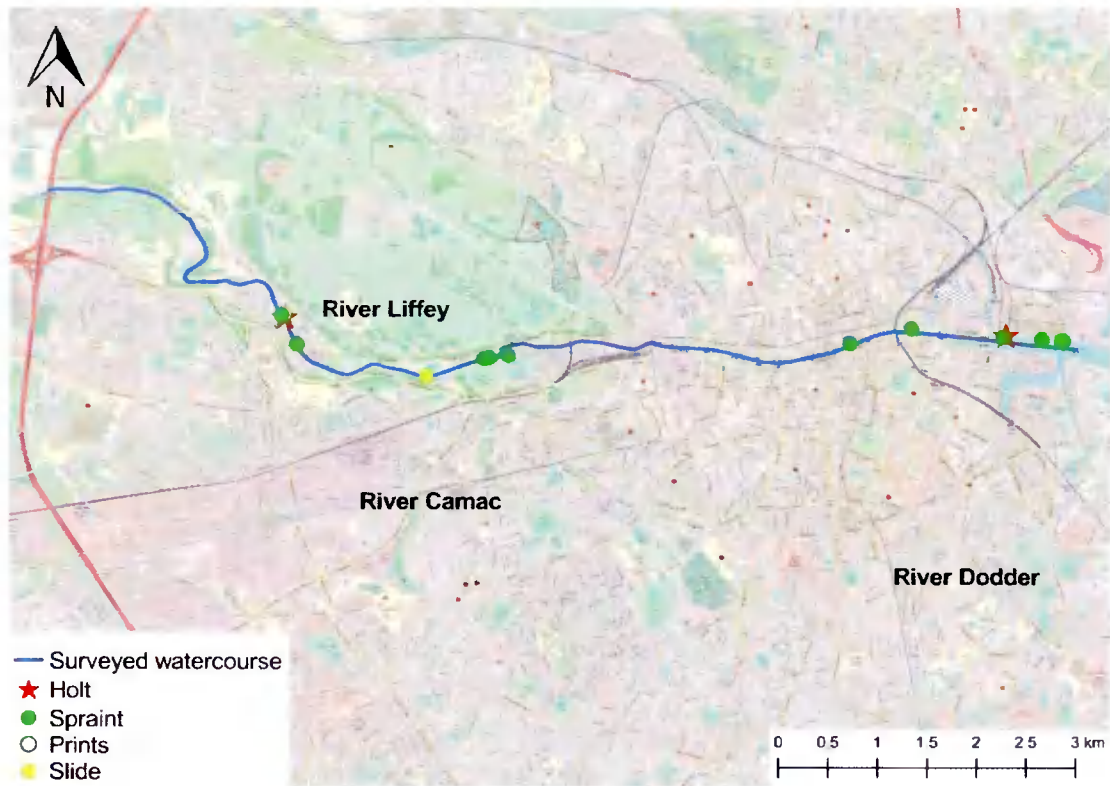 N
River Liffey
River Camac
River Dodder
Surveyed watercourse
Holt
Spraint
Prints
Slide
0 0 5 1 1 5 2 2 5 3 km